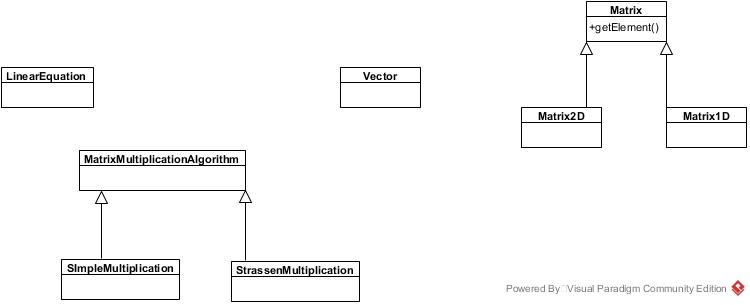 Matrix
+getElement()
LinearEquation
Vector
Matrix2D
Matrix1D
MatrixMultiplicationAlgorithm
SImpleMultiplication
StrassenMultiplication
Powered By Visual Paradigm Community Edition